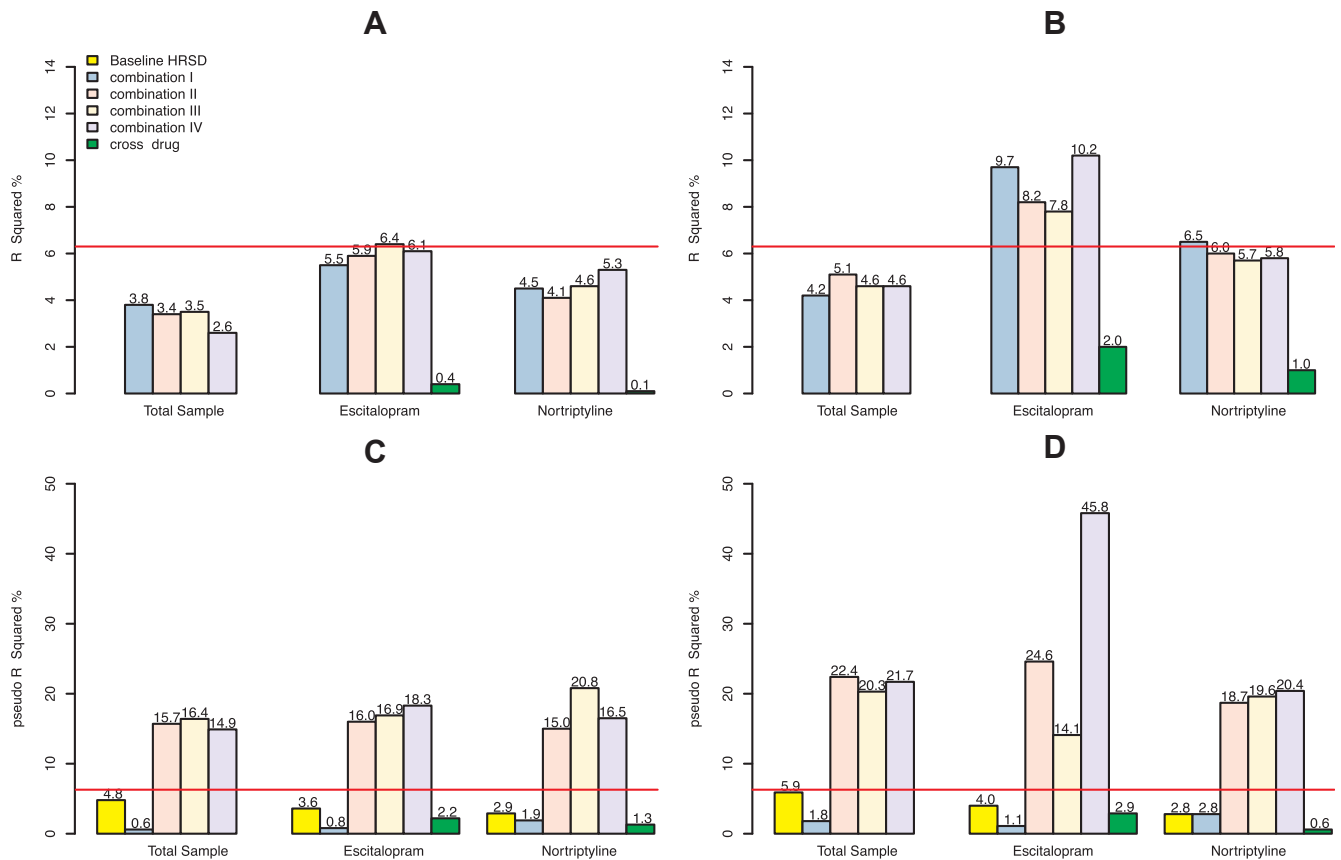 A
R Squared %
14
12
10
8
6
4
2
0
Baseline HRSD
combination I
combination II
combination III
combination IV
cross drug
3.8 3.4 3.5 2.6
5.5 5.9 6.4 6.1 0.4
4.5 4.1 4.6 5.3 0.1
Total Sample Escitalopram Nortriptyline
B
R Squared %
14
12
10
8
6
4
2
0
4.2 5.1 4.6 4.6
9.7 8.2 7.8 10.2 2.0
6.5 6.0 5.7 5.8 1.0
Total Sample Escitalopram Nortriptyline
C
pseudo R Squared %
50
40
30
20
10
0
4.8 0.6 15.7 16.4 14.9
3.6 0.8 16.0 16.9 18.3 2.2
2.9 1.9 15.0 20.8 16.5 1.3
Total Sample Escitalopram Nortriptyline
D
pseudo R Squared %
50
40
30
20
10
0
5.9 1.8 22.4 20.3 21.7
4.0 1.1 24.6 14.1 45.8 2.9
2.8 2.8 18.7 19.6 20.4 0.6
Total Sample Escitalopram Nortriptyline